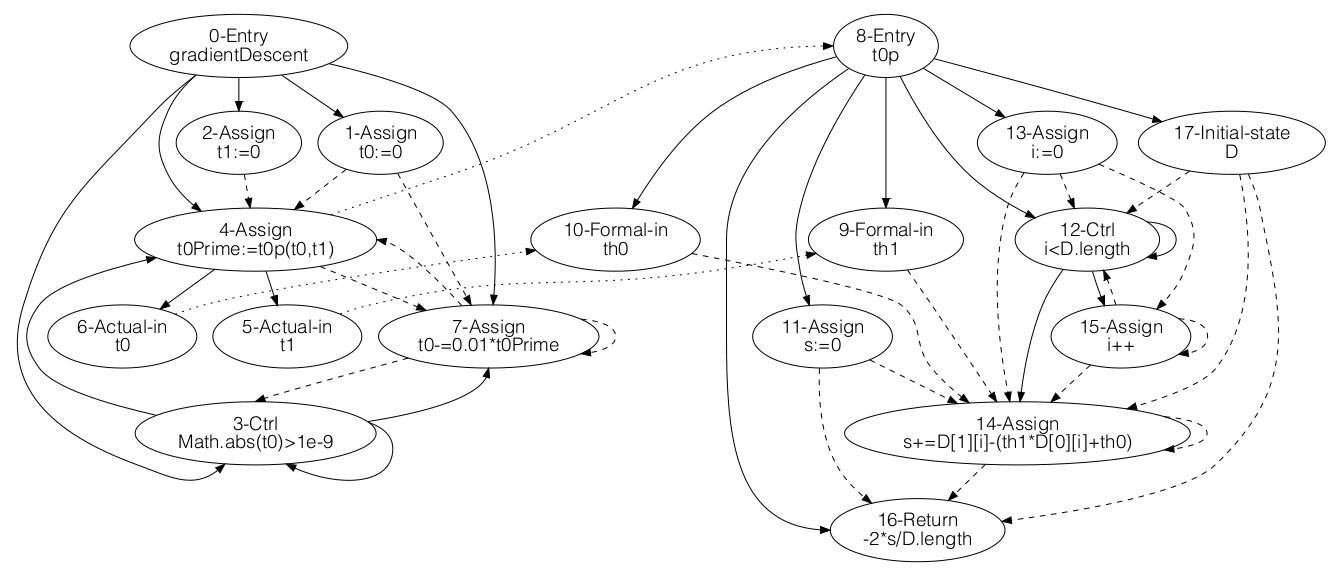 0-Entry
gradientDescent
8-Entry
t0p
2-Assign
t1:=0
1-Assign
t0:=0
13-Assign
i:=0
17-Initial-state
D
4-Assign
t0Prime:=t0p(t0,t1)
10-Formal-in
th0
9-Formal-in
th1
12-Ctrl
i<D.length
6-Actual-in
t0
5-Actual-in
t1
7-Assign
t0-=0.01*t0Prime
11-Assign
s:=0
15-Assign
i++
3-Ctrl
Math.abs(t0)>1e-9
14-Assign
s+=D[1][i]-(th1*D[0][i]+th0)
16-Return
-2*s/D.length